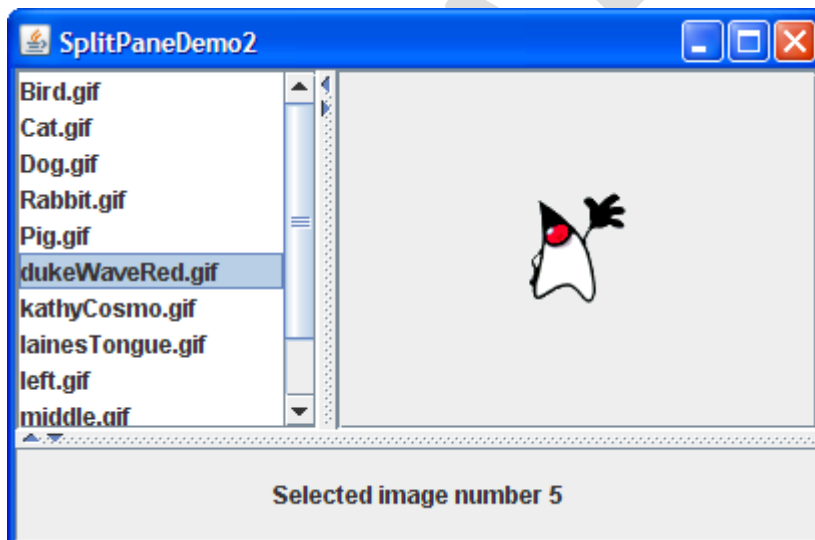 SplitPaneDemo2
Bird.gif
Cat.gif
Dog.gif
Rabbit.gif
Pig.gif
dukeWaveRed.gif
kathyCosmo.gif
lainesTongue.gif
left.gif
middle.gif
Selected image number 5